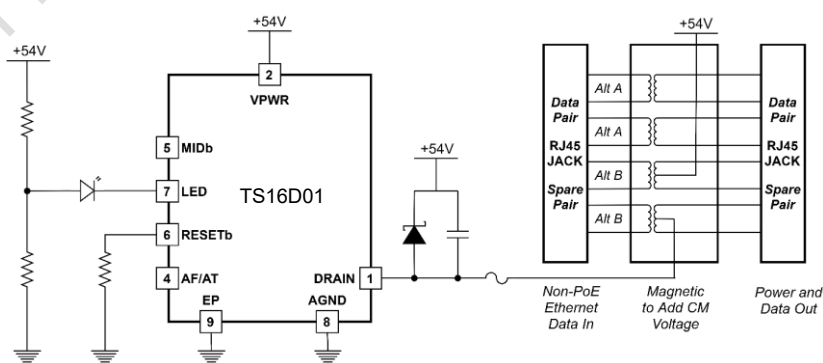 +54V
+54V
+54V
+54V
2
VPWR
5 MIDb
7 LED
TS16D01
6 RESETb
4 AF/AT
DRAIN 1
EP
AGND
9
8
Data
Pair
RJ45
JACK
Spare
Pair
Alt A
Alt A
Alt B
Alt B
Data
Pair
RJ45
JACK
Spare
Pair
Non-PoE
Ethernet
Data In
Magnetic
to Add CM
Voltage
Power and
Data Out